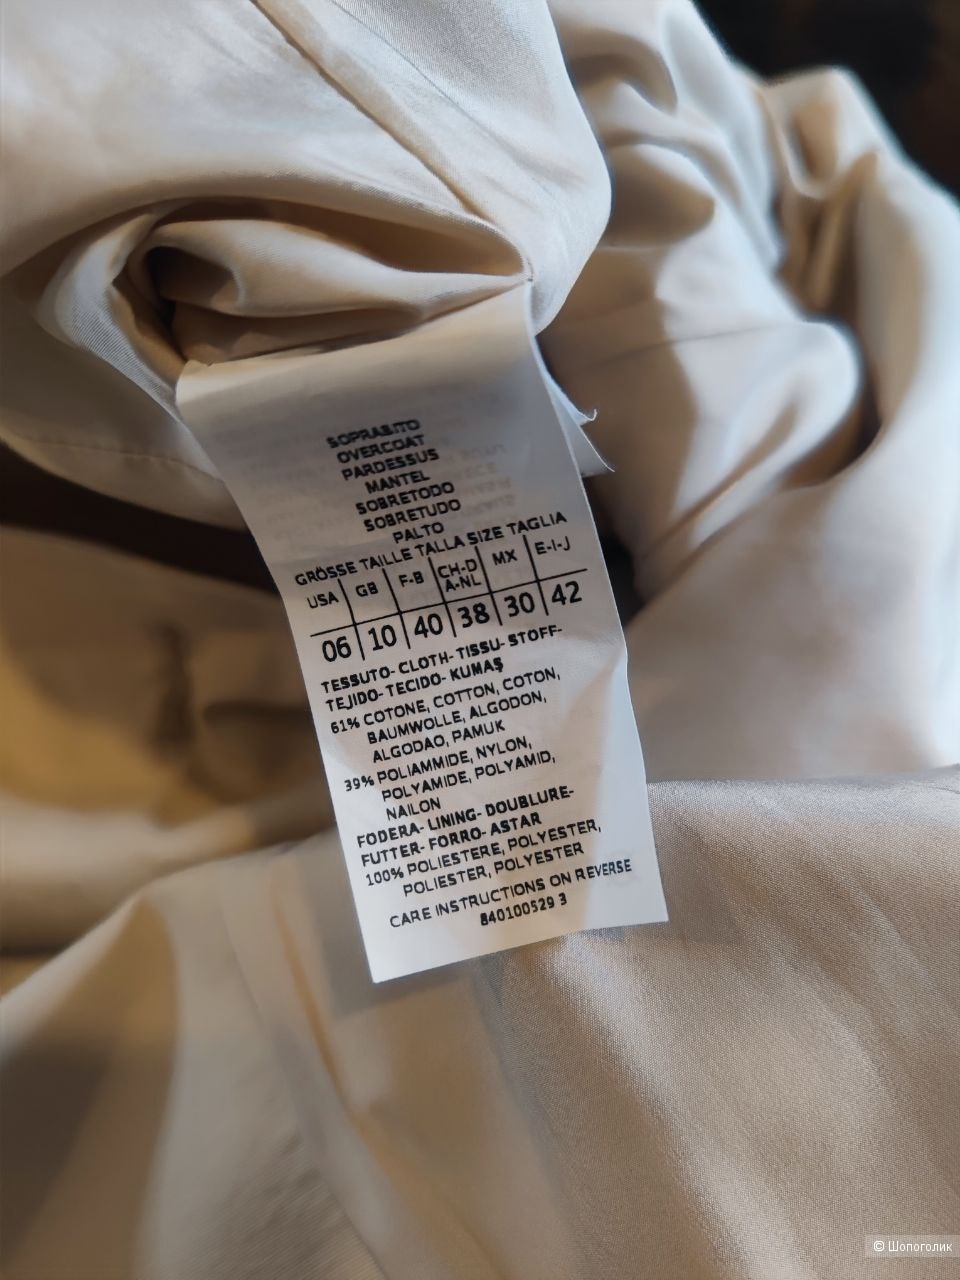 SOPRABITO
OVERCOAT
PARDESSUS
MANTEL
SOBRETODO
SOBRETUDO
PALTO
GRÖSSE TAILLE TALLA SIZE TAGLIA
USA GB F-B CH-D A-NL MX E-I-J
06 10 40 38 30 42
TESSUTO- CLOTH- TISSU- STOFF-
TEJIDO- TECIDO- KUMAŞ
61% COTONE, COTTON, COTON,
BAUMWOLLE, ALGODON,
ALGODAO, PAMUK
39% POLIAMMIDE, NYLON,
POLYAMIDE, POLYAMID,
NAILON
FODERA- LINING- DOUBLURE-
FUTTER- FORRO- ASTAR
100% POLIESTERE, POLYESTER,
POLIESTER, POLYESTER
CARE INSTRUCTIONS ON REVERSE
840100529 3
© Шопоголик